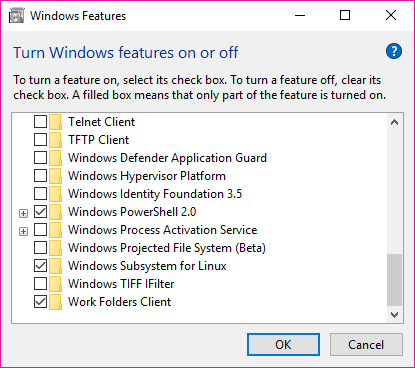 Windows Features
Turn Windows features on or off
To turn a feature on, select its check box. To turn a feature off, clear its
check box. A filled box means that only part of the feature is turned on.
Telnet Client
TFTP Client
Windows Defender Application Guard
Windows Hypervisor Platform
Windows Identity Foundation 3.5
Windows PowerShell 2.0
Windows Process Activation Service
Windows Projected File System (Beta)
Windows Subsystem for Linux
Windows TIFF IFilter
Work Folders Client
OK Cancel